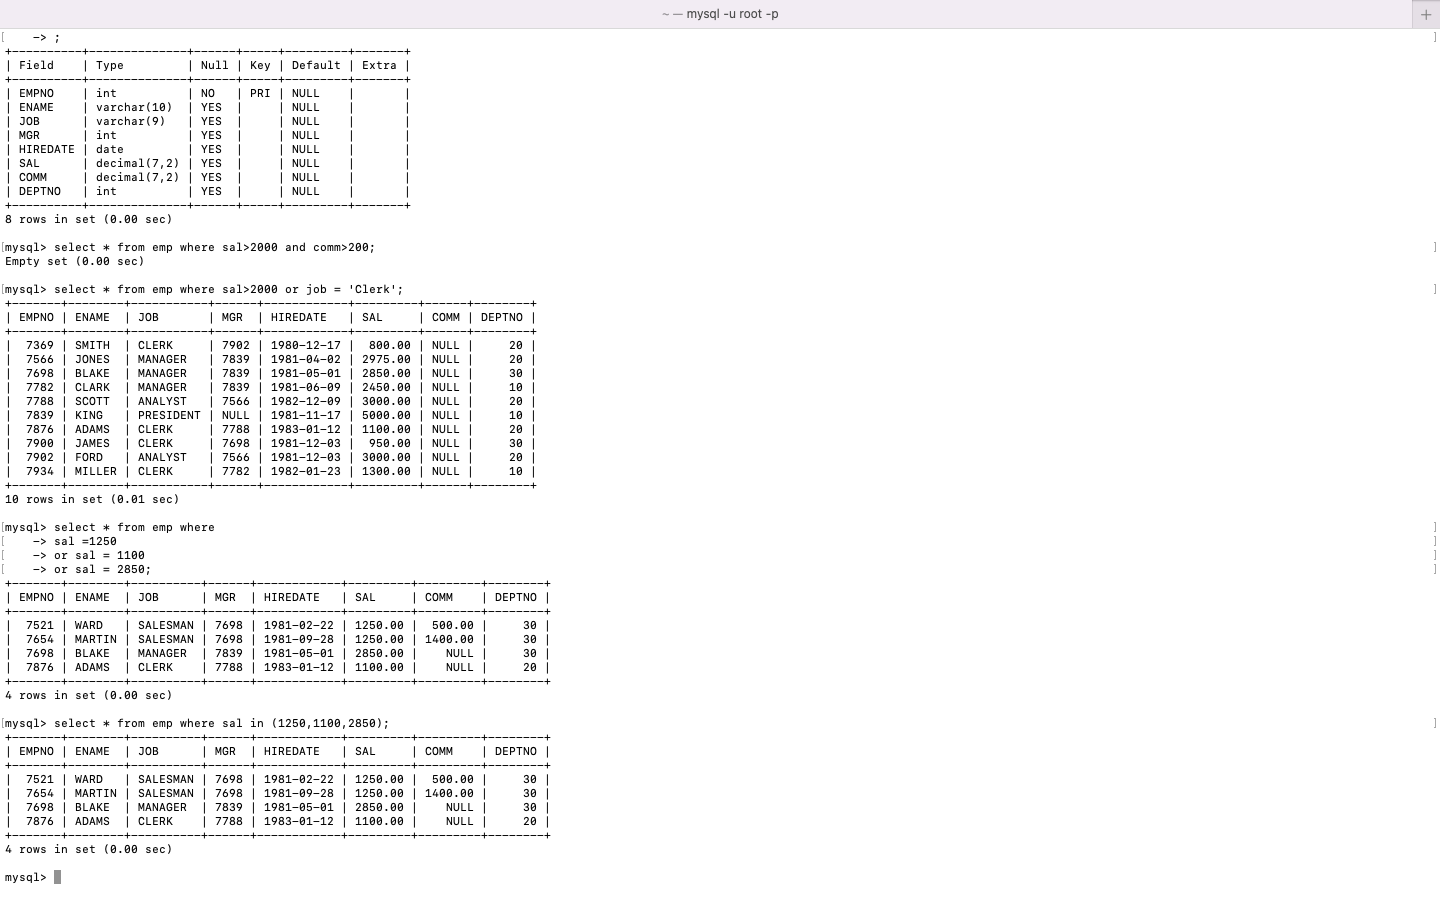 ~ — mysql -u root -p
+
[    -> ;    ]
+----------+--------------+------+-----+---------+-------+
| Field    | Type         | Null | Key | Default | Extra |
+----------+--------------+------+-----+---------+-------+
| EMPNO    | int          | NO   | PRI | NULL    |       |
| ENAME    | varchar(10)  | YES  |     | NULL    |       |
| JOB      | varchar(9)   | YES  |     | NULL    |       |
| MGR      | int          | YES  |     | NULL    |       |
| HIREDATE | date         | YES  |     | NULL    |       |
| SAL      | decimal(7,2) | YES  |     | NULL    |       |
| COMM     | decimal(7,2) | YES  |     | NULL    |       |
| DEPTNO   | int          | YES  |     | NULL    |       |
+----------+--------------+------+-----+---------+-------+
8 rows in set (0.00 sec)
[mysql> select * from emp where sal>2000 and comm>200;    ]
Empty set (0.00 sec)
[mysql> select * from emp where sal>2000 or job = 'Clerk';    ]
+-------+--------+-----------+------+------------+---------+------+--------+
| EMPNO | ENAME  | JOB       | MGR  | HIREDATE   | SAL     | COMM | DEPTNO |
+-------+--------+-----------+------+------------+---------+------+--------+
|  7369 | SMITH  | CLERK     | 7902 | 1980-12-17 |  800.00 | NULL |     20 |
|  7566 | JONES  | MANAGER   | 7839 | 1981-04-02 | 2975.00 | NULL |     20 |
|  7698 | BLAKE  | MANAGER   | 7839 | 1981-05-01 | 2850.00 | NULL |     30 |
|  7782 | CLARK  | MANAGER   | 7839 | 1981-06-09 | 2450.00 | NULL |     10 |
|  7788 | SCOTT  | ANALYST   | 7566 | 1982-12-09 | 3000.00 | NULL |     20 |
|  7839 | KING   | PRESIDENT | NULL | 1981-11-17 | 5000.00 | NULL |     10 |
|  7876 | ADAMS  | CLERK     | 7788 | 1983-01-12 | 1100.00 | NULL |     20 |
|  7900 | JAMES  | CLERK     | 7698 | 1981-12-03 |  950.00 | NULL |     30 |
|  7902 | FORD   | ANALYST   | 7566 | 1981-12-03 | 3000.00 | NULL |     20 |
|  7934 | MILLER | CLERK     | 7782 | 1982-01-23 | 1300.00 | NULL |     10 |
+-------+--------+-----------+------+------------+---------+------+--------+
10 rows in set (0.01 sec)
[mysql> select * from emp where    ]
[    -> sal =1250    ]
[    -> or sal = 1100    ]
[    -> or sal = 2850;    ]
+-------+--------+----------+------+------------+---------+---------+--------+
| EMPNO | ENAME  | JOB      | MGR  | HIREDATE   | SAL     | COMM    | DEPTNO |
+-------+--------+----------+------+------------+---------+---------+--------+
|  7521 | WARD   | SALESMAN | 7698 | 1981-02-22 | 1250.00 |  500.00 |     30 |
|  7654 | MARTIN | SALESMAN | 7698 | 1981-09-28 | 1250.00 | 1400.00 |     30 |
|  7698 | BLAKE  | MANAGER  | 7839 | 1981-05-01 | 2850.00 |    NULL |     30 |
|  7876 | ADAMS  | CLERK    | 7788 | 1983-01-12 | 1100.00 |    NULL |     20 |
+-------+--------+----------+------+------------+---------+---------+--------+
4 rows in set (0.00 sec)
[mysql> select * from emp where sal in (1250,1100,2850);    ]
+-------+--------+----------+------+------------+---------+---------+--------+
| EMPNO | ENAME  | JOB      | MGR  | HIREDATE   | SAL     | COMM    | DEPTNO |
+-------+--------+----------+------+------------+---------+---------+--------+
|  7521 | WARD   | SALESMAN | 7698 | 1981-02-22 | 1250.00 |  500.00 |     30 |
|  7654 | MARTIN | SALESMAN | 7698 | 1981-09-28 | 1250.00 | 1400.00 |     30 |
|  7698 | BLAKE  | MANAGER  | 7839 | 1981-05-01 | 2850.00 |    NULL |     30 |
|  7876 | ADAMS  | CLERK    | 7788 | 1983-01-12 | 1100.00 |    NULL |     20 |
+-------+--------+----------+------+------------+---------+---------+--------+
4 rows in set (0.00 sec)
mysql>